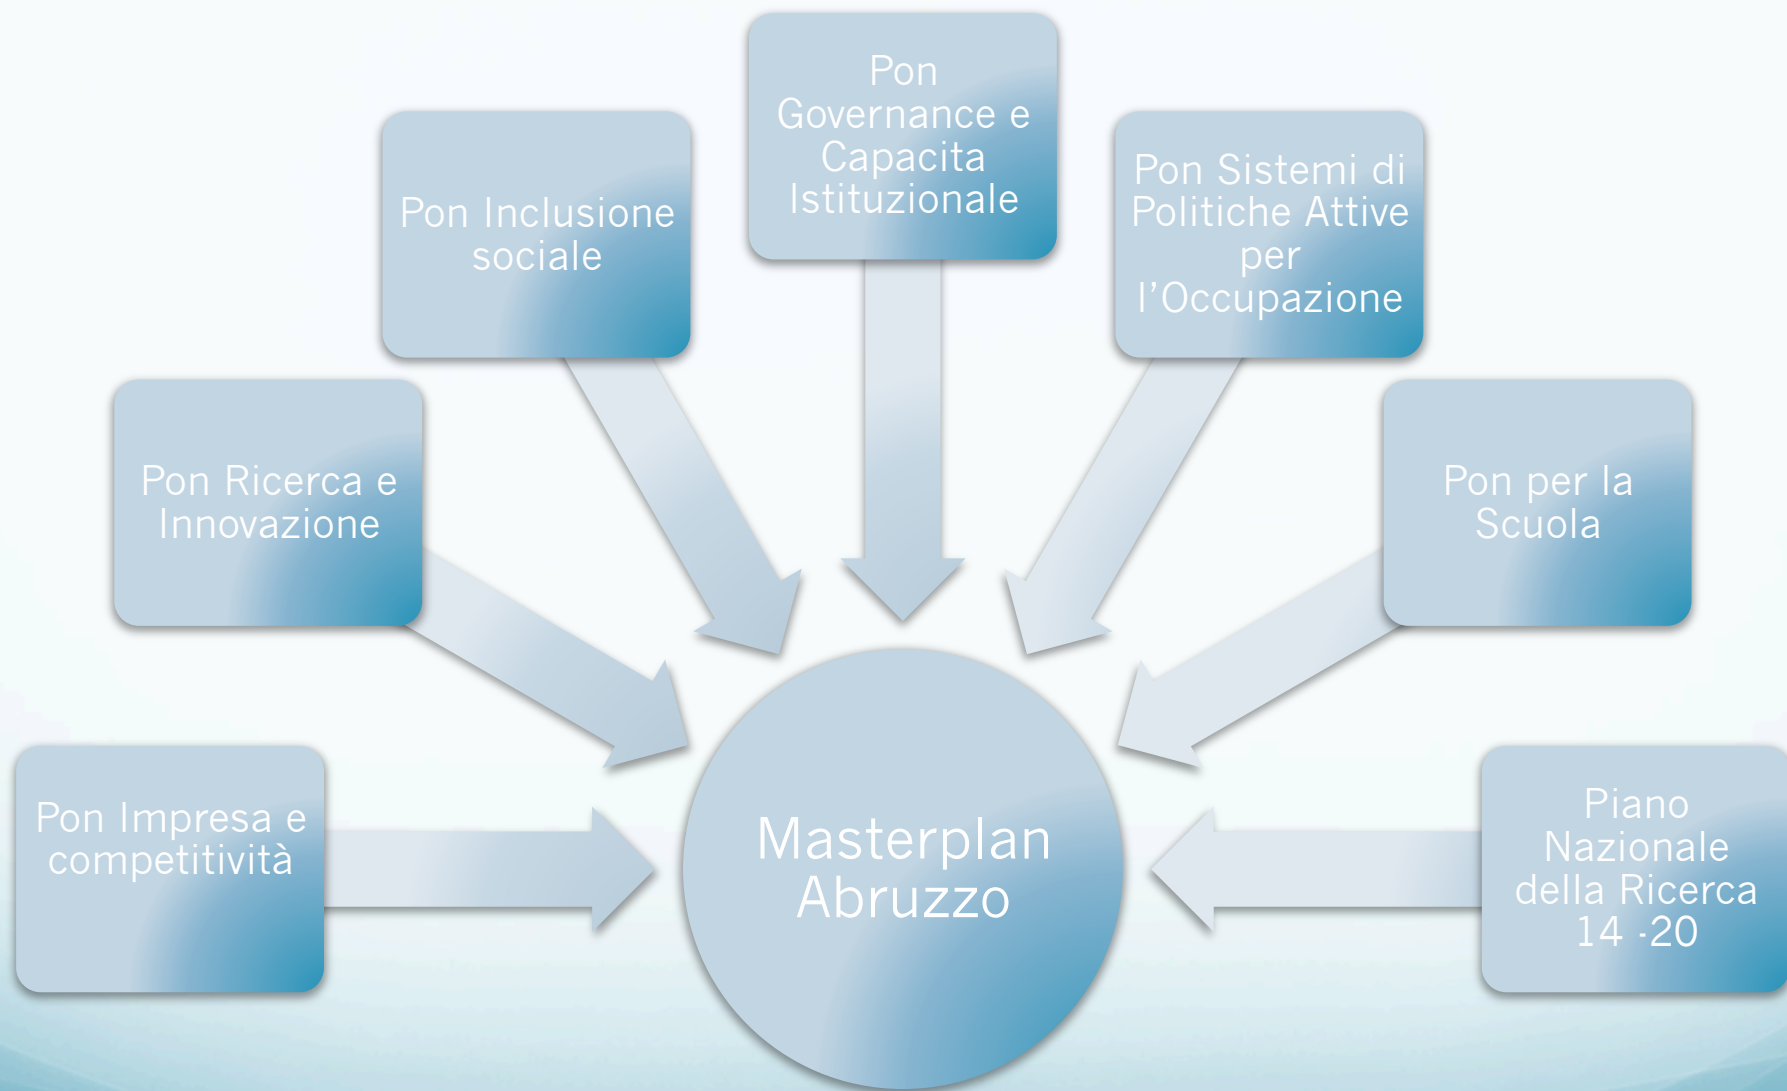 Pon
Governance e
Capacita
Istituzionale
Pon Inclusione
sociale
Pon Sistemi di
Politiche Attive
per
l’Occupazione
Pon Ricerca e
Innovazione
Pon per la
Scuola
Pon Impresa e
competitività
Masterplan
Abruzzo
Piano
Nazionale
della Ricerca
14 -20